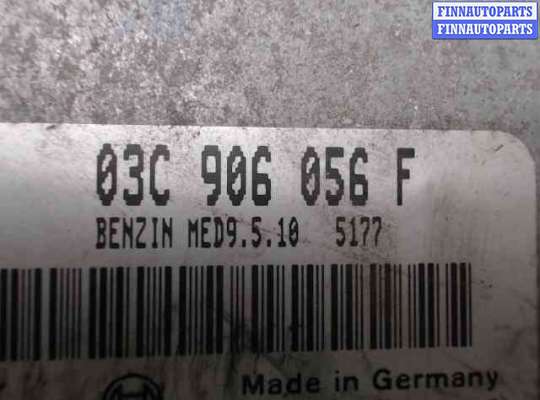 FINNAUTOPARTS
FINNAUTOPARTS
03C 906 056 F
BENZIN MED9.5.10 5177
Made in Germany